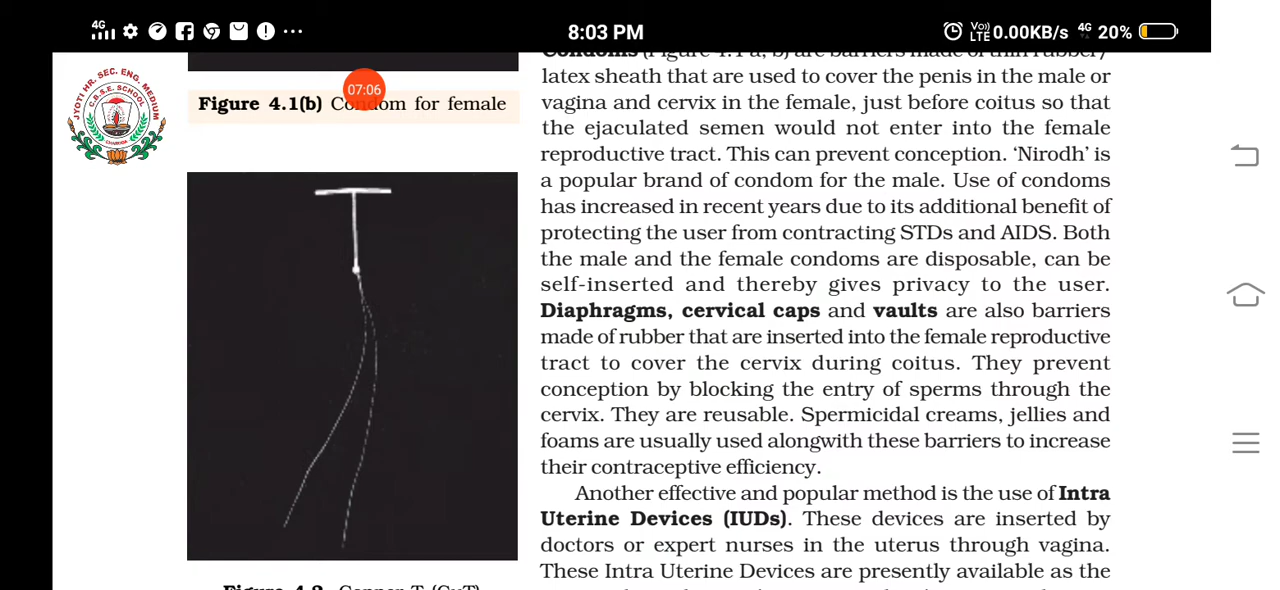 4G
8:03 PM
Vo)) LTE 0.00KB/s 4G 20%
JYOTI HR. SEC. ENG. MEDIUM
C.B.S.E. SCHOOL
07:06
Figure 4.1(b) Condom for female
latex sheath that are used to cover the penis in the male or
vagina and cervix in the female, just before coitus so that
the ejaculated semen would not enter into the female
reproductive tract. This can prevent conception. ‘Nirodh’ is
a popular brand of condom for the male. Use of condoms
has increased in recent years due to its additional benefit of
protecting the user from contracting STDs and AIDS. Both
the male and the female condoms are disposable, can be
self-inserted and thereby gives privacy to the user.
Diaphragms, cervical caps and vaults are also barriers
made of rubber that are inserted into the female reproductive
tract to cover the cervix during coitus. They prevent
conception by blocking the entry of sperms through the
cervix. They are reusable. Spermicidal creams, jellies and
foams are usually used alongwith these barriers to increase
their contraceptive efficiency.
Another effective and popular method is the use of Intra
Uterine Devices (IUDs). These devices are inserted by
doctors or expert nurses in the uterus through vagina.
These Intra Uterine Devices are presently available as the